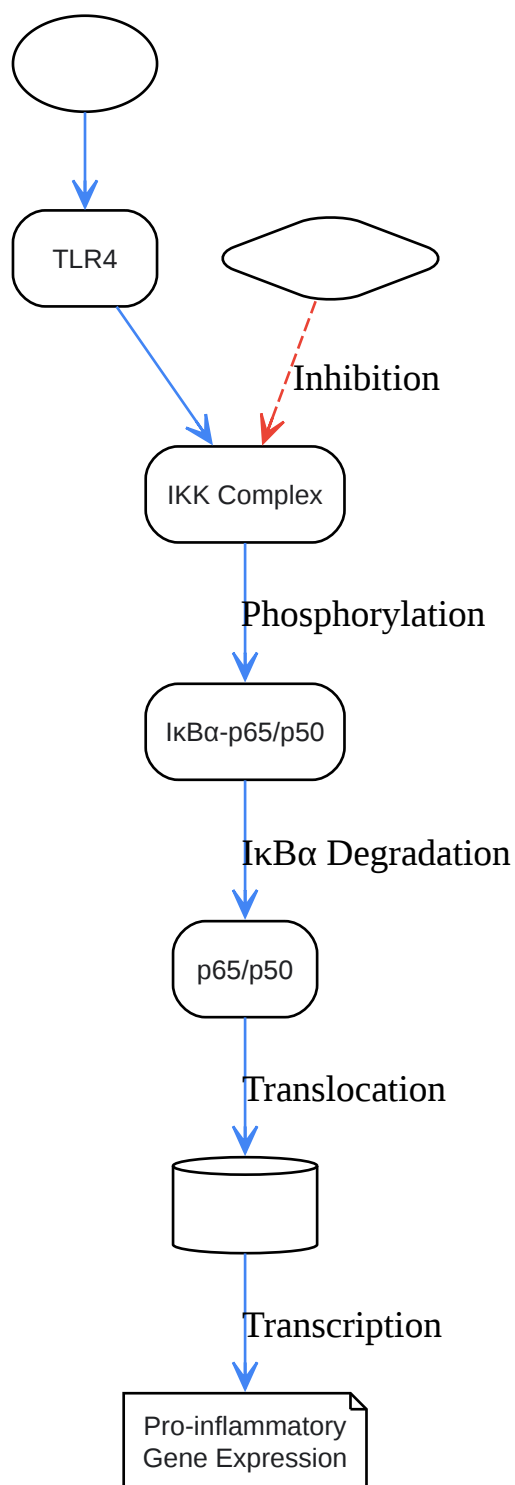 TLR4
Inhibition
IKK Complex
Phosphorylation
IκBα-p65/p50
IκBα Degradation
p65/p50
Translocation
Transcription
Pro-inflammatory
Gene Expression